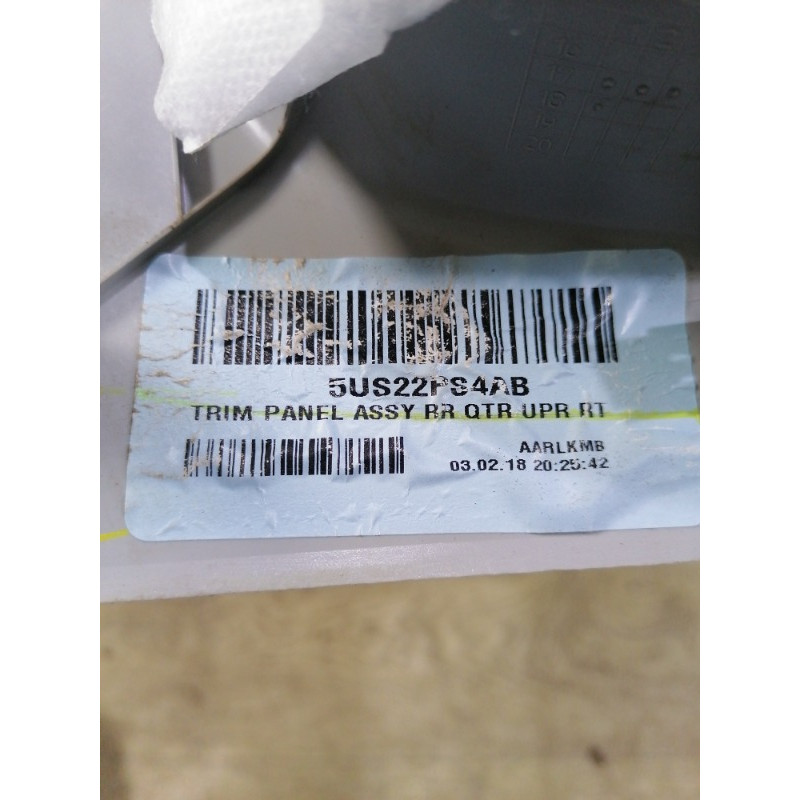 5US22PS4AB
TRIM PANEL ASSY RR QTR UPR RT
AARLKMB
03.02.18 20:25:42